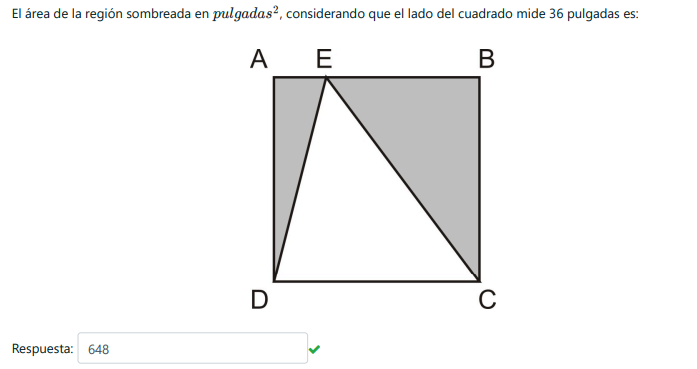 El área de la región sombreada en pulgadas², considerando que el lado del cuadrado mide 36 pulgadas es:
A E B
D C
Respuesta: 648